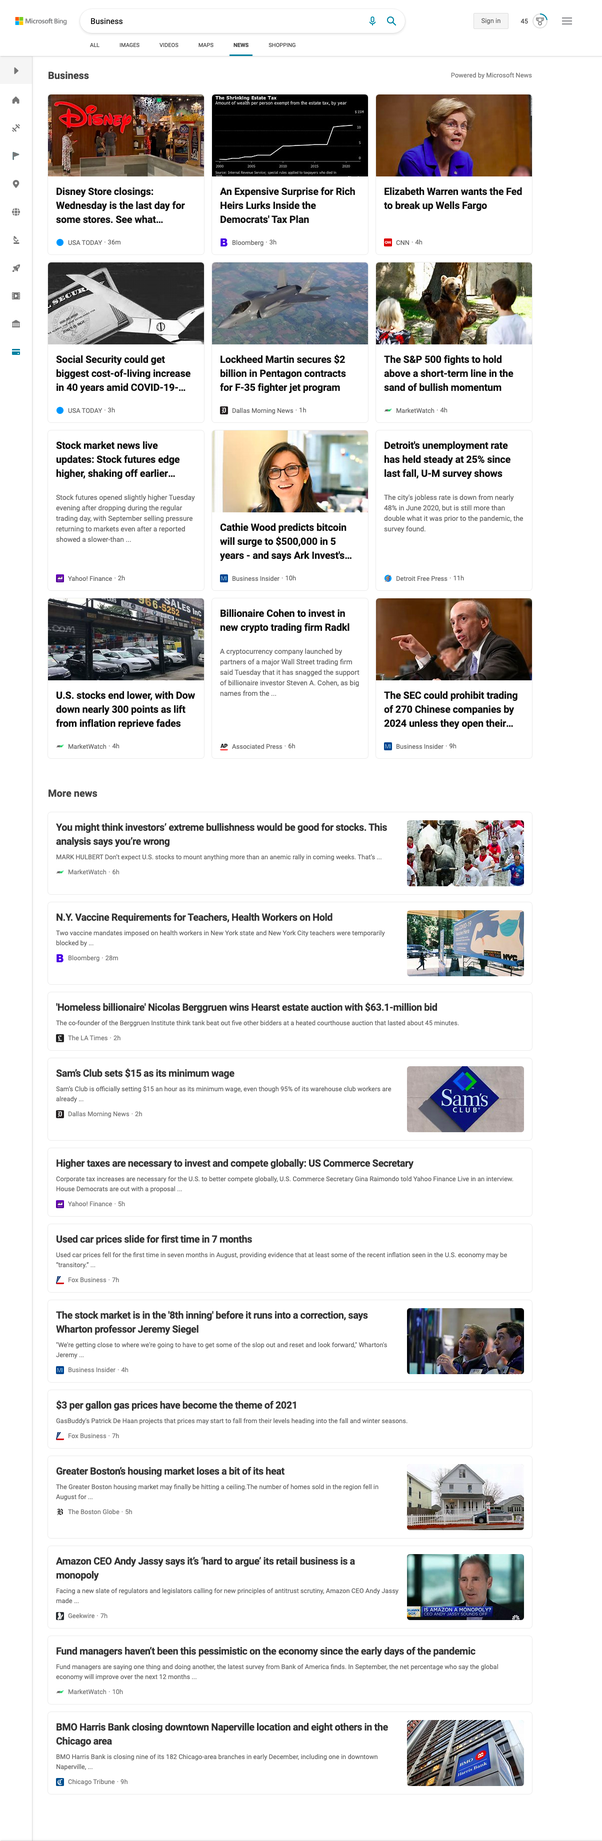 Microsoft Bing
Business
Sign in
45
ALL
IMAGES
VIDEOS
MAPS
NEWS
SHOPPING
Business
Powered by Microsoft News
Disney
Disney Store closings:
Wednesday is the last day for
some stores. See what...
USA TODAY · 36m
The Shrinking Estate Tax
Amount of wealth per person exempt from the estate tax, by year
An Expensive Surprise for Rich
Heirs Lurks Inside the
Democrats' Tax Plan
Bloomberg · 3h
Elizabeth Warren wants the Fed
to break up Wells Fargo
CNN · 4h
Social Security could get
biggest cost-of-living increase
in 40 years amid COVID-19-...
USA TODAY · 3h
Lockheed Martin secures $2
billion in Pentagon contracts
for F-35 fighter jet program
Dallas Morning News · 1h
The S&P 500 fights to hold
above a short-term line in the
sand of bullish momentum
MarketWatch · 4h
Stock market news live
updates: Stock futures edge
higher, shaking off earlier...
Stock futures opened slightly higher Tuesday
evening after dropping during the regular
trading day, with September selling pressure
returning to markets even after a reported
showed a slower-than ...
Yahoo! Finance · 2h
Cathie Wood predicts bitcoin
will surge to $500,000 in 5
years - and says Ark Invest's...
Business Insider · 10h
Detroit's unemployment rate
has held steady at 25% since
last fall, U-M survey shows
The city's jobless rate is down from nearly
48% in June 2020, but is still more than
double what it was prior to the pandemic, the
survey found.
Detroit Free Press · 11h
SALES INC
966-5252
U.S. stocks end lower, with Dow
down nearly 300 points as lift
from inflation reprieve fades
MarketWatch · 4h
Billionaire Cohen to invest in
new crypto trading firm Radkl
A cryptocurrency company launched by
partners of a major Wall Street trading firm
said Tuesday that it has snagged the support
of billionaire investor Steven A. Cohen, as big
names from the ...
AP Associated Press · 6h
The SEC could prohibit trading
of 270 Chinese companies by
2024 unless they open their...
Business Insider · 9h
More news
You might think investors' extreme bullishness would be good for stocks. This
analysis says you're wrong
MARK HULBERT Don't expect U.S. stocks to mount anything more than an anemic rally in coming weeks. That's ...
MarketWatch · 6h
N.Y. Vaccine Requirements for Teachers, Health Workers on Hold
Two vaccine mandates imposed on health workers in New York state and New York City teachers were temporarily
blocked by ...
Bloomberg · 28m
'Homeless billionaire' Nicolas Berggruen wins Hearst estate auction with $63.1-million bid
The co-founder of the Berggruen Institute think tank beat out five other bidders at a heated courthouse auction that lasted about 45 minutes.
The LA Times · 2h
Sam's Club sets $15 as its minimum wage
Sam's Club is officially setting $15 an hour as its minimum wage, even though 95% of its warehouse club workers are
already ...
Dallas Morning News · 2h
Sam's
CLUB
Higher taxes are necessary to invest and compete globally: US Commerce Secretary
Corporate tax increases are necessary for the U.S. to better compete globally, U.S. Commerce Secretary Gina Raimondo told Yahoo Finance Live in an interview.
House Democrats are out with a proposal ...
Yahoo! Finance · 5h
Used car prices slide for first time in 7 months
Used car prices fell for the first time in seven months in August, providing evidence that at least some of the recent inflation seen in the U.S. economy may be
"transitory." ...
Fox Business · 7h
The stock market is in the '8th inning' before it runs into a correction, says
Wharton professor Jeremy Siegel
"We're getting close to where we're going to have to get some of the slop out and reset and look forward," Wharton's
Jeremy ...
Business Insider · 4h
$3 per gallon gas prices have become the theme of 2021
GasBuddy's Patrick De Haan projects that prices may start to fall from their levels heading into the fall and winter seasons.
Fox Business · 7h
Greater Boston's housing market loses a bit of its heat
The Greater Boston housing market may finally be hitting a ceiling.The number of homes sold in the region fell in
August for ...
The Boston Globe · 5h
Amazon CEO Andy Jassy says it's 'hard to argue' its retail business is a
monopoly
Facing a new slate of regulators and legislators calling for new principles of antitrust scrutiny, Amazon CEO Andy Jassy
made ...
Geekwire · 7h
IS AMAZON A MONOPOLY?
CEO ANDY JASSY SOUNDS OFF
Fund managers haven't been this pessimistic on the economy since the early days of the pandemic
Fund managers are saying one thing and doing another, the latest survey from Bank of America finds. In September, the net percentage who say the global
economy will improve over the next 12 months ...
MarketWatch · 10h
BMO Harris Bank closing downtown Naperville location and eight others in the
Chicago area
BMO Harris Bank is closing nine of its 182 Chicago-area branches in early December, including one in downtown
Naperville, ...
Chicago Tribune · 9h
BMO
Harris Bank